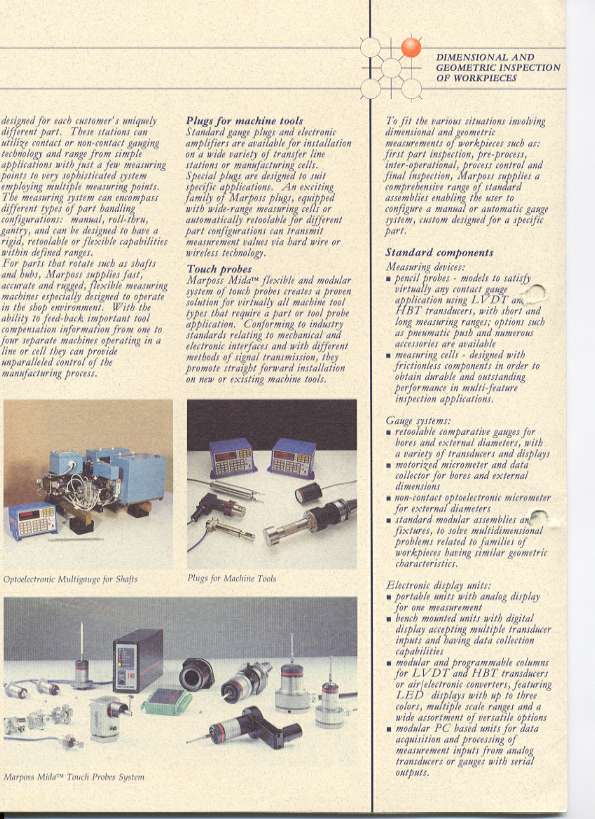 DIMENSIONAL AND
GEOMETRIC INSPECTION
OF WORKPIECES
designed for each customer's uniquely
different part. These stations can
utilize contact or non-contact gauging
technology and range from simple
applications with just a few measuring
points to very sophisticated system
employing multiple measuring points.
The measuring system can encompass
different types of part handling
configurations: manual, roll-thru,
gantry, and can be designed to have a
rigid, retoolable or flexible capabilities
within defined ranges.
For parts that rotate such as shafts
and hubs, Marposs supplies fast,
accurate and rugged, flexible measuring
machines especially designed to operate
in the shop environment. With the
ability to feed-back important tool
compensation information from one to
four separate machines operating in a
line or cell they can provide
unparalleled control of the
manufacturing process.
Plugs for machine tools
Standard gauge plugs and electronic
amplifiers are available for installation
on a wide variety of transfer line
stations or manufacturing cells.
Special plugs are designed to suit
specific applications. An exciting
family of Marposs plugs, equipped
with wide-range measuring cells or
automatically retoolable for different
part configurations can transmit
measurement values via hard wire or
wireless technology.
Touch probes
Marposs Mida™ flexible and modular
system of touch probes creates a proven
solution for virtually all machine tool
types that require a part or tool probe
application. Conforming to industry
standards relating to mechanical and
electronic interfaces and with different
methods of signal transmission, they
promote straight forward installation
on new or existing machine tools.
Optoelectronic Multigauge for Shafts
Plugs for Machine Tools
Marposs Mida™ Touch Probes System
To fit the various situations involving
dimensional and geometric
measurements of workpieces such as:
first part inspection, pre-process,
inter-operational, process control and
final inspection, Marposs supplies a
comprehensive range of standard
assemblies enabling the user to
configure a manual or automatic gauge
system, custom designed for a specific
part.
Standard components
Measuring devices:
■ pencil probes - models to satisfy
virtually any contact gauge
application using LVDT an
HBT transducers, with short and
long measuring ranges; options such
as pneumatic push and numerous
accessories are available
■ measuring cells - designed with
frictionless components in order to
obtain durable and outstanding
performance in multi-feature
inspection applications.
Gauge systems:
■ retoolable comparative gauges for
bores and external diameters, with
a variety of transducers and displays
■ motorized micrometer and data
collector for bores and external
dimensions
■ non-contact optoelectronic micrometer
for external diameters
■ standard modular assemblies an
fixtures, to solve multidimensional
problems related to families of
workpieces having similar geometric
characteristics.
Electronic display units:
■ portable units with analog display
for one measurement
■ bench mounted units with digital
display accepting multiple transducer
inputs and having data collection
capabilities
■ modular and programmable columns
for LVDT and HBT transducers
or air/electronic converters, featuring
LED displays with up to three
colors, multiple scale ranges and a
wide assortment of versatile options
■ modular PC based units for data
acquisition and processing of
measurement inputs from analog
transducers or gauges with serial
outputs.